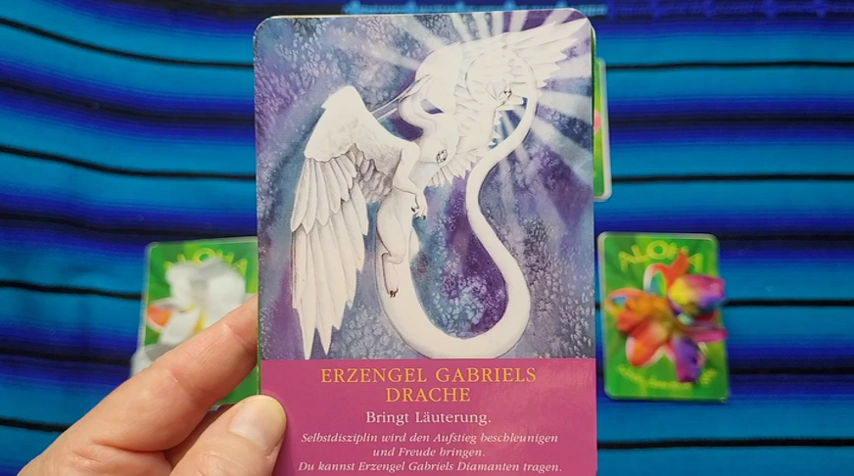 ALOHA
ALOHA
ERZENGEL GABRIELS
DRACHE
Bringt Läuterung.
Selbstdisziplin wird den Aufstieg beschleunigen
und Freude bringen.
Du kannst Erzengel Gabriels Diamanten tragen.